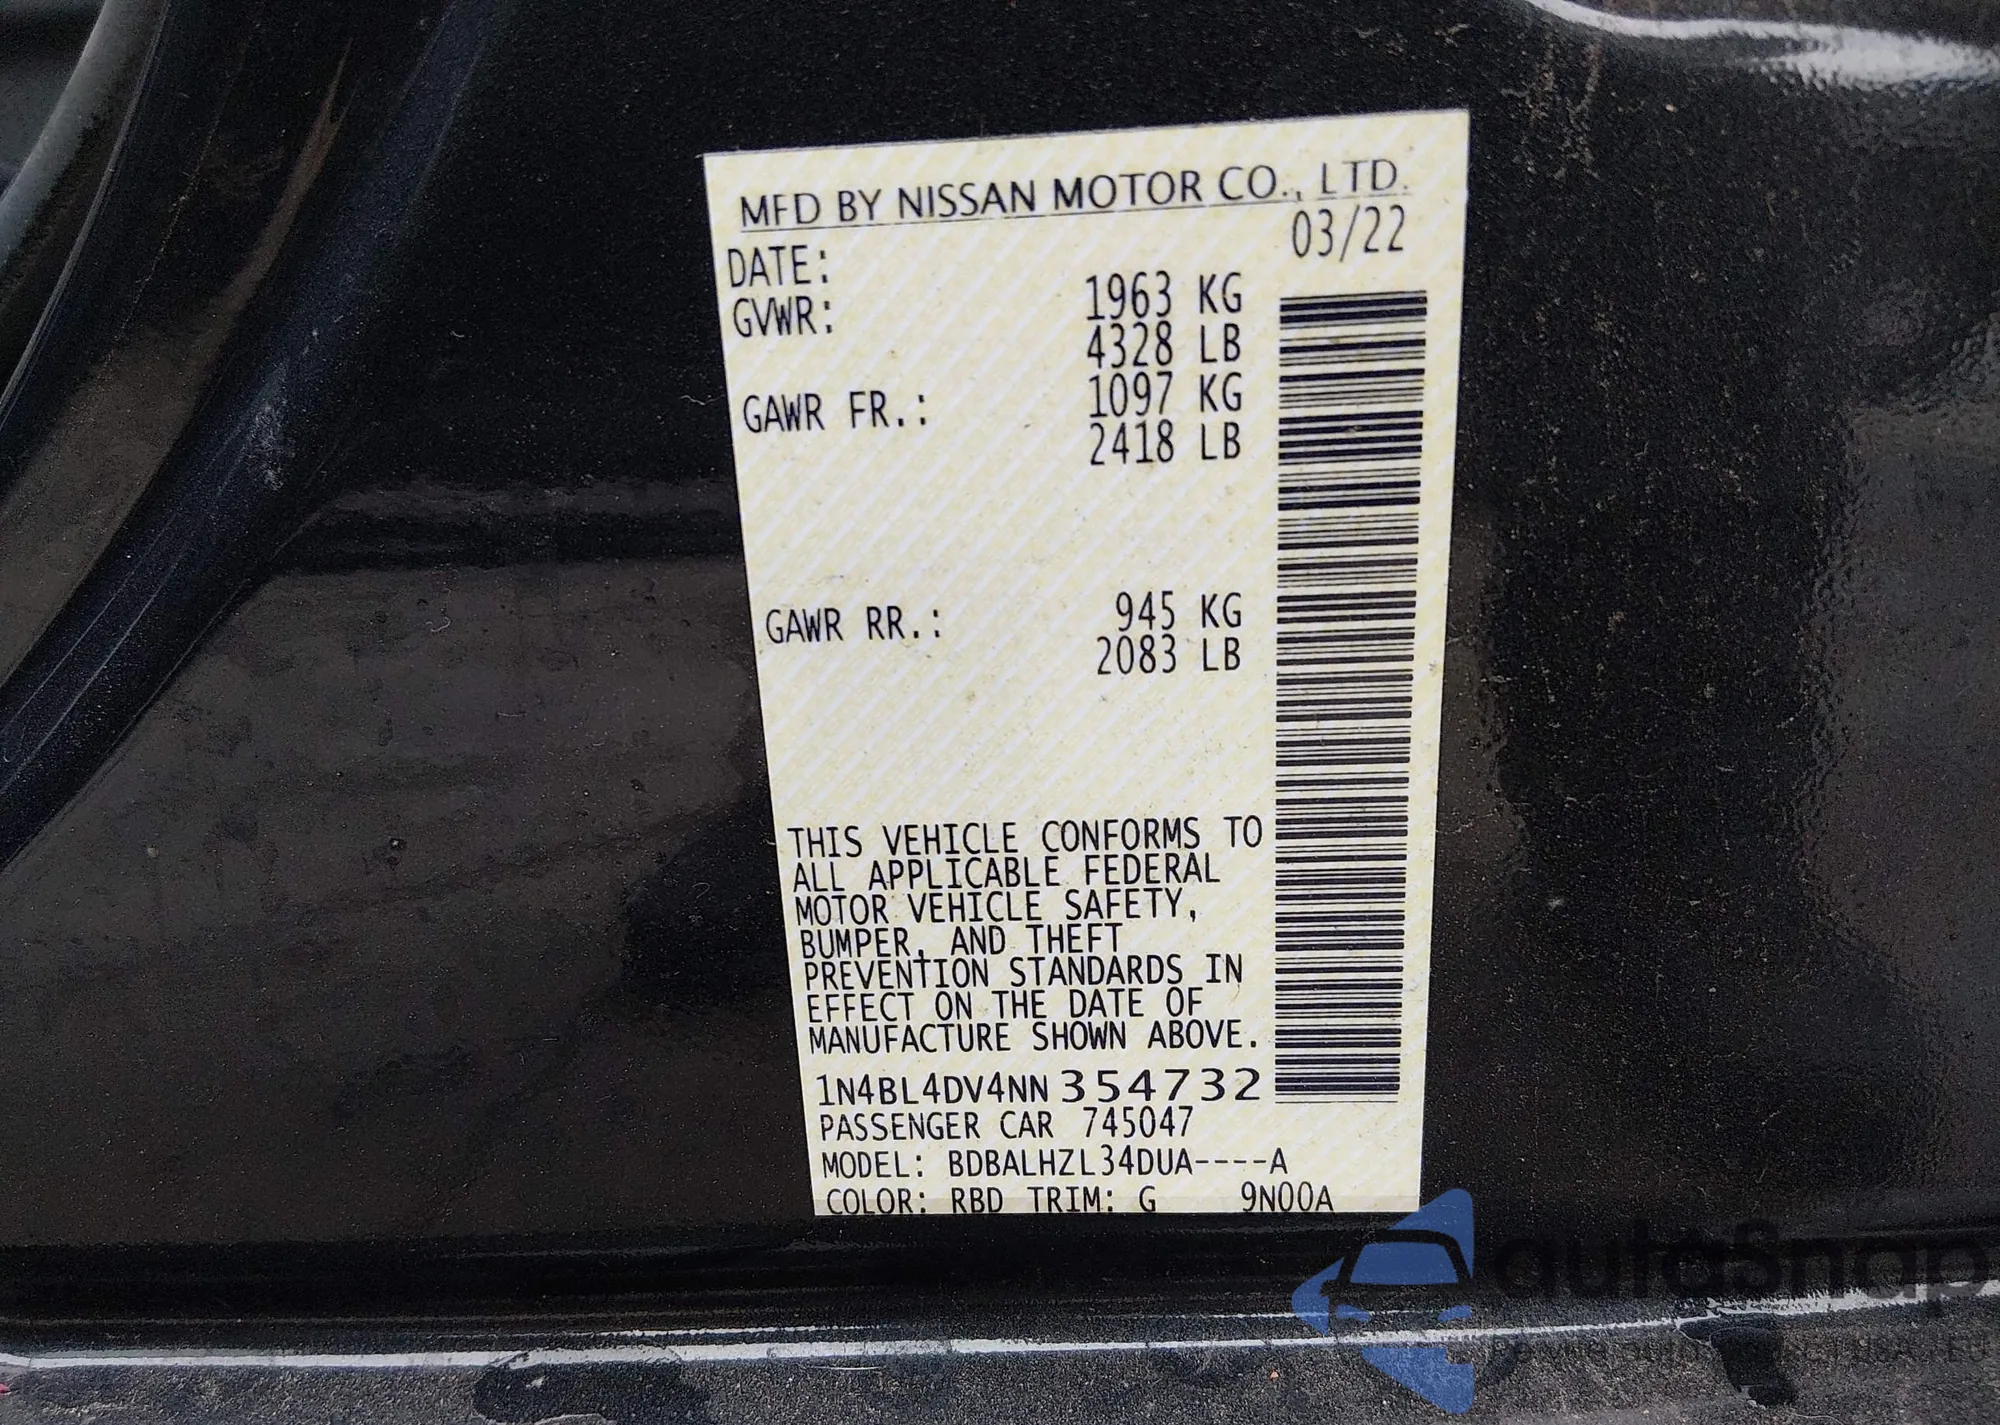 MFD BY NISSAN MOTOR CO., LTD.
DATE: 03/22
GVWR: 1963 KG
4328 LB
GAWR FR.: 1097 KG
2418 LB
GAWR RR.: 945 KG
2083 LB
THIS VEHICLE CONFORMS TO
ALL APPLICABLE FEDERAL
MOTOR VEHICLE SAFETY,
BUMPER, AND THEFT
PREVENTION STANDARDS IN
EFFECT ON THE DATE OF
MANUFACTURE SHOWN ABOVE.
1N4BL4DV4NN354732
PASSENGER CAR 745047
MODEL: BDBALHZL34DUA----A
COLOR: RBD TRIM: G 9N00A
autoSnap